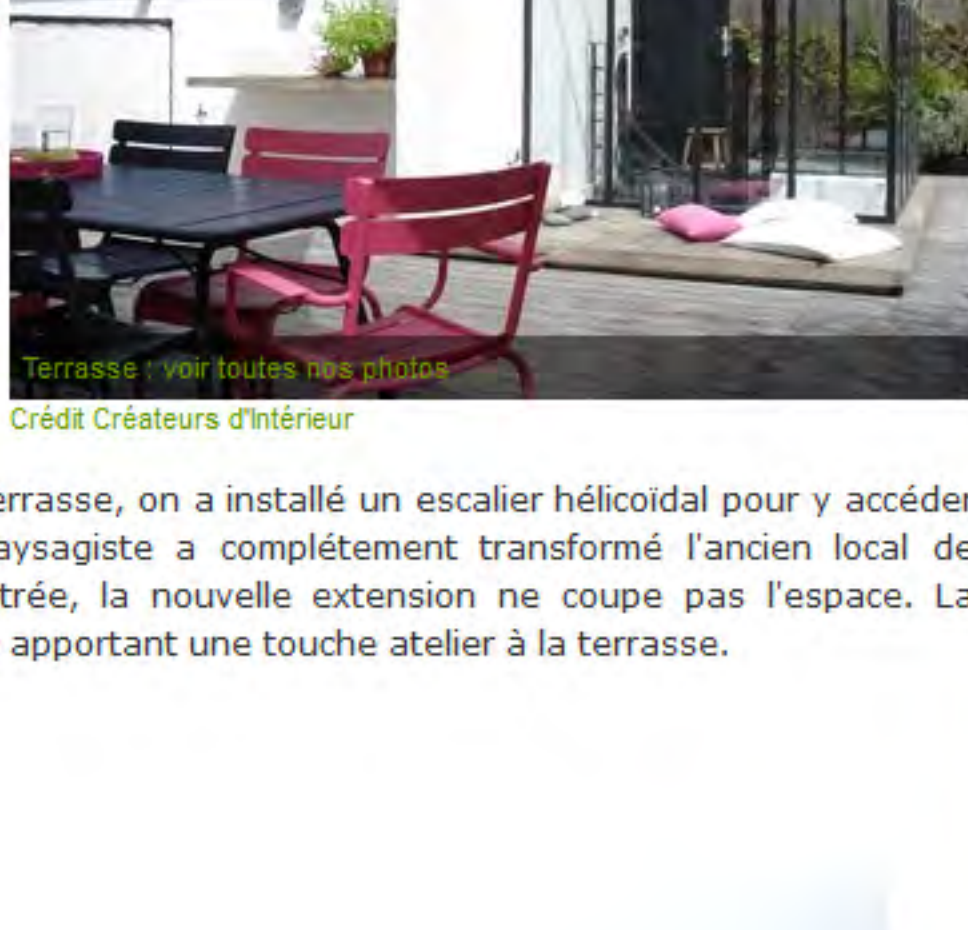 Terrasse : voir toutes nos photos
Crédit Créateurs d'Intérieur
errasse, on a installé un escalier hélicoïdal pour y accéder
aysagiste a complétement transformé l'ancien local de
trée, la nouvelle extension ne coupe pas l'espace. La
apportant une touche atelier à la terrasse.